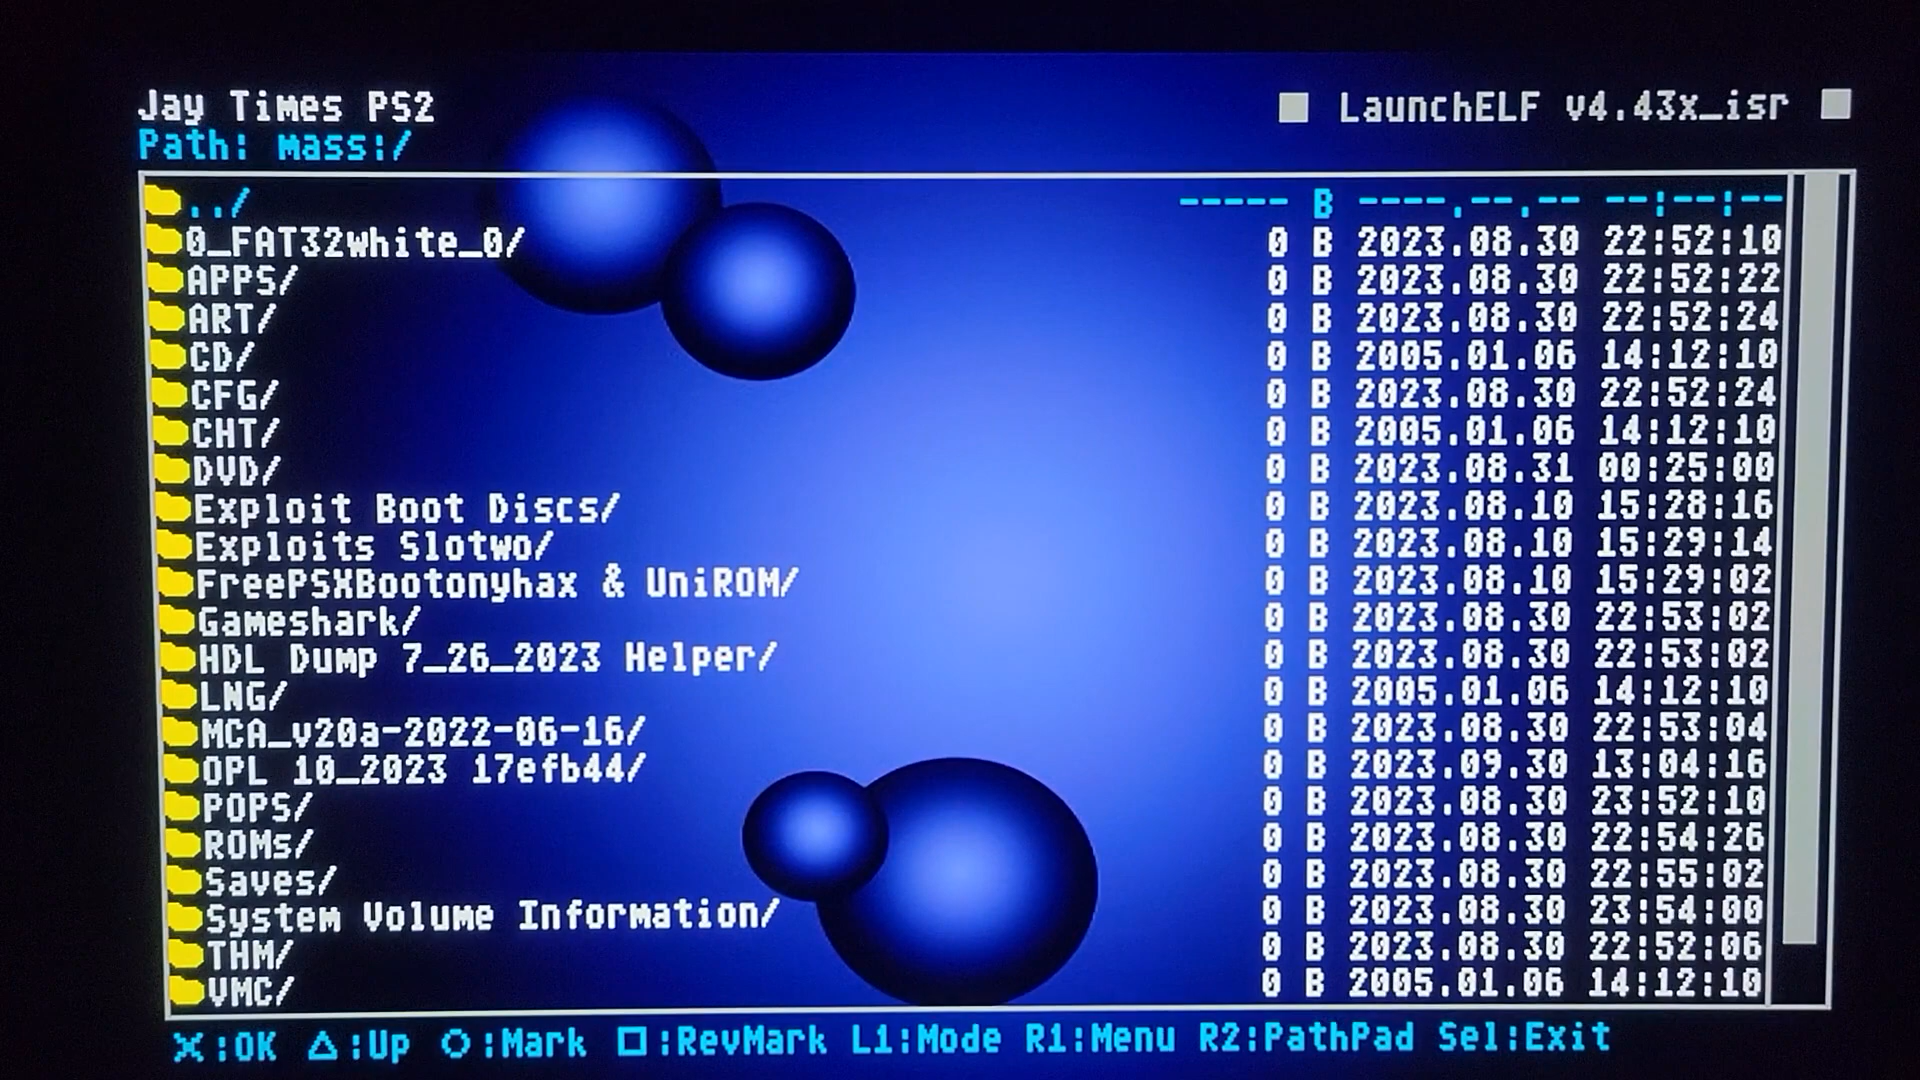 Jay Times PS2 ■ LaunchELF v4.43x_isr ■
Path: mass:/
../ ----- B ----.--.-- --:--:--
0_FAT32white_0/ 0 B 2023.08.30 22:52:10
APPS/ 0 B 2023.08.30 22:52:22
ART/ 0 B 2023.08.30 22:52:24
CD/ 0 B 2005.01.06 14:12:10
CFG/ 0 B 2023.08.30 22:52:24
CHT/ 0 B 2005.01.06 14:12:10
DVD/ 0 B 2023.08.31 00:25:00
Exploit Boot Discs/ 0 B 2023.08.10 15:28:16
Exploits Slotwo/ 0 B 2023.08.10 15:29:14
FreePSXBootonyhax & UniROM/ 0 B 2023.08.10 15:29:02
Gameshark/ 0 B 2023.08.30 22:53:02
HDL Dump 7_26_2023 Helper/ 0 B 2023.08.30 22:53:02
LNG/ 0 B 2005.01.06 14:12:10
MCA_v20a-2022-06-16/ 0 B 2023.08.30 22:53:04
OPL 10_2023 17efb44/ 0 B 2023.09.30 13:04:16
POPS/ 0 B 2023.08.30 23:52:10
ROMs/ 0 B 2023.08.30 22:54:26
Saves/ 0 B 2023.08.30 22:55:02
System Volume Information/ 0 B 2023.08.30 23:54:00
THM/ 0 B 2023.08.30 22:52:06
VMC/ 0 B 2005.01.06 14:12:10
✕:OK △:Up ○:Mark □:RevMark L1:Mode R1:Menu R2:PathPad Sel:Exit